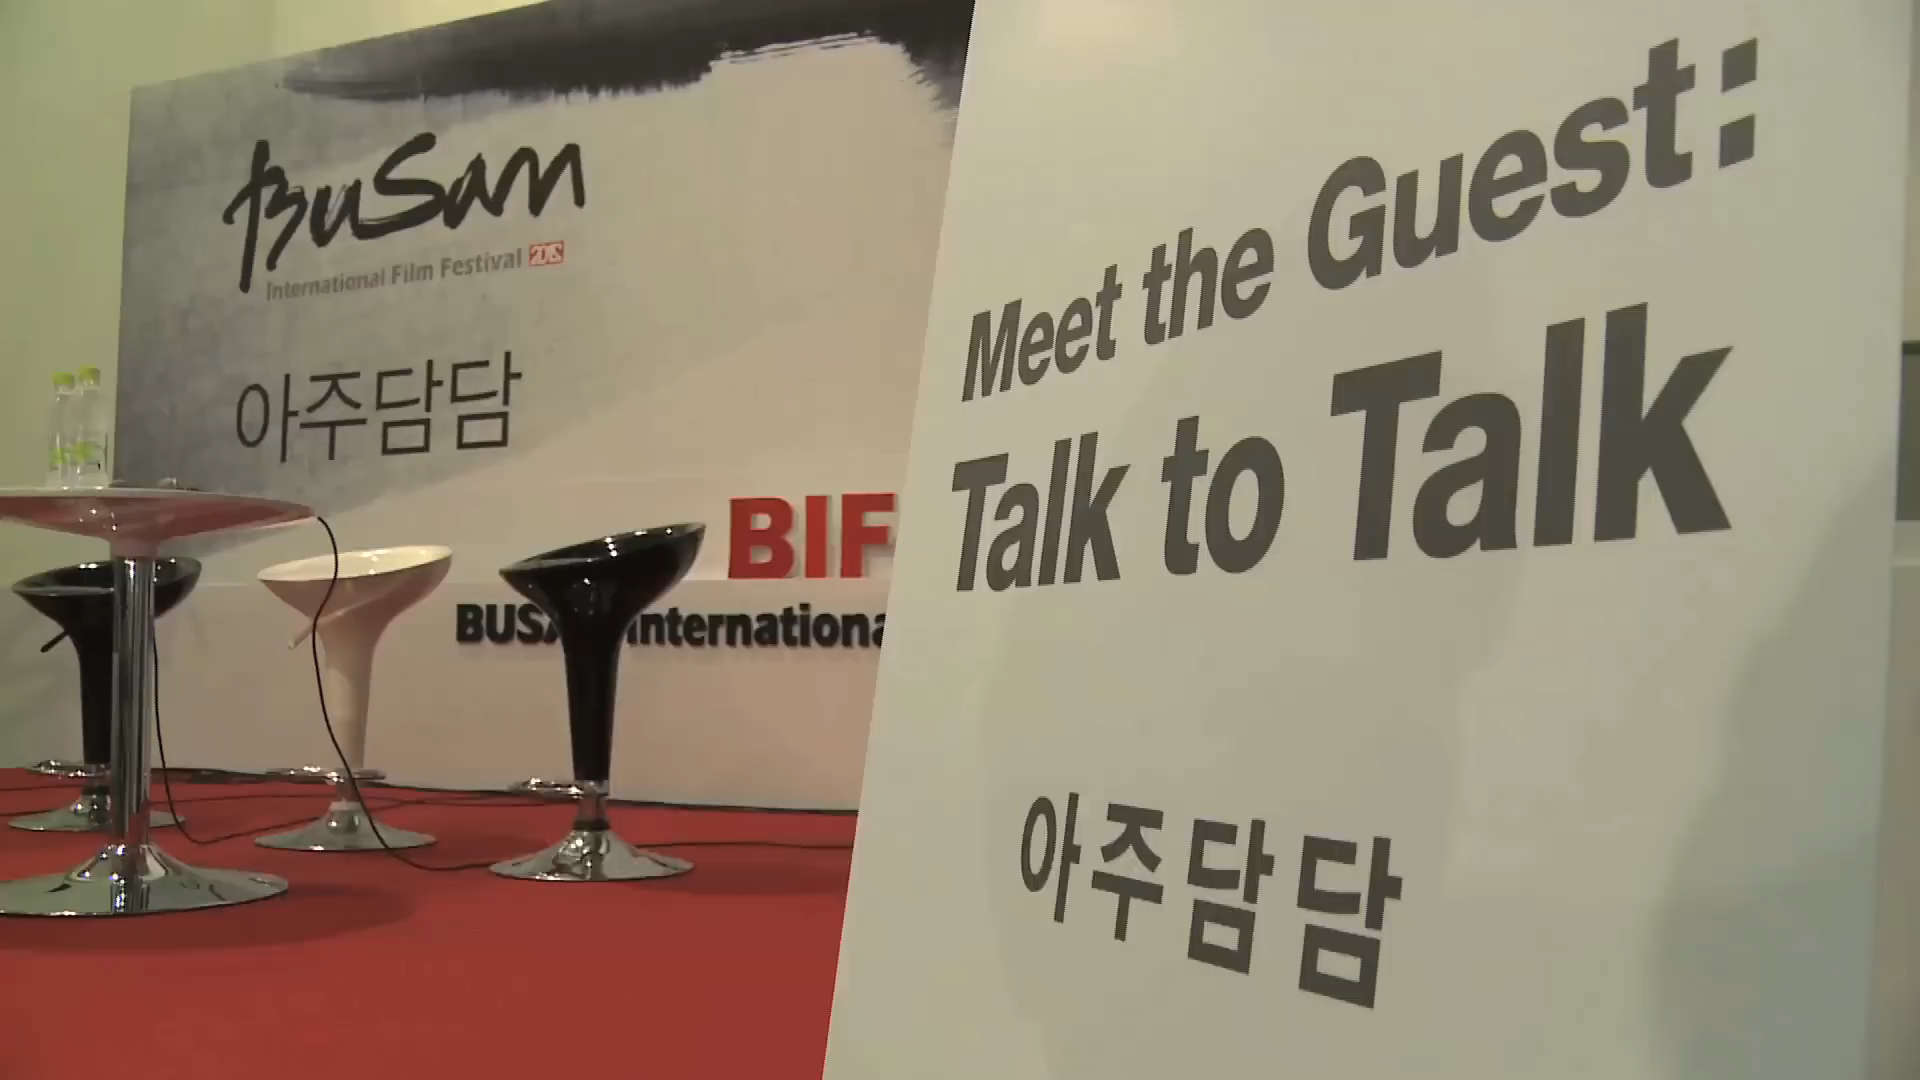 BuSan
International Film Festival
아주담담
BIF
BUSA International
Meet the Guest:
Talk to Talk
아주담담